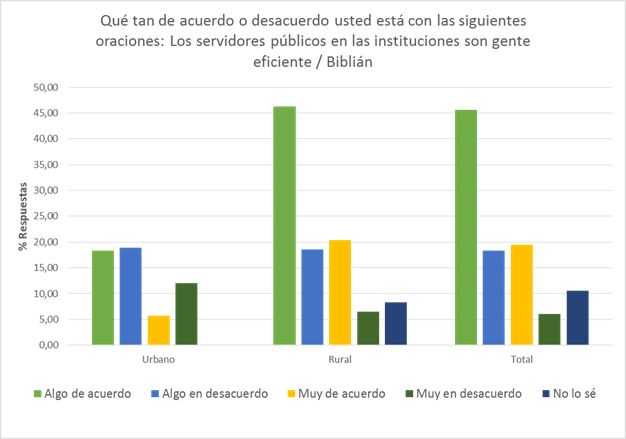 Qué tan de acuerdo o desacuerdo usted está con las siguientes
oraciones: Los servidores públicos en las instituciones son gente
eficiente / Biblián
50,00
45,00
40,00
35,00
30,00
25,00
20,00
15,00
10,00
5,00
0,00
% Respuestas
Urbano Rural Total
Algo de acuerdo Algo en desacuerdo Muy de acuerdo Muy en desacuerdo No lo sé